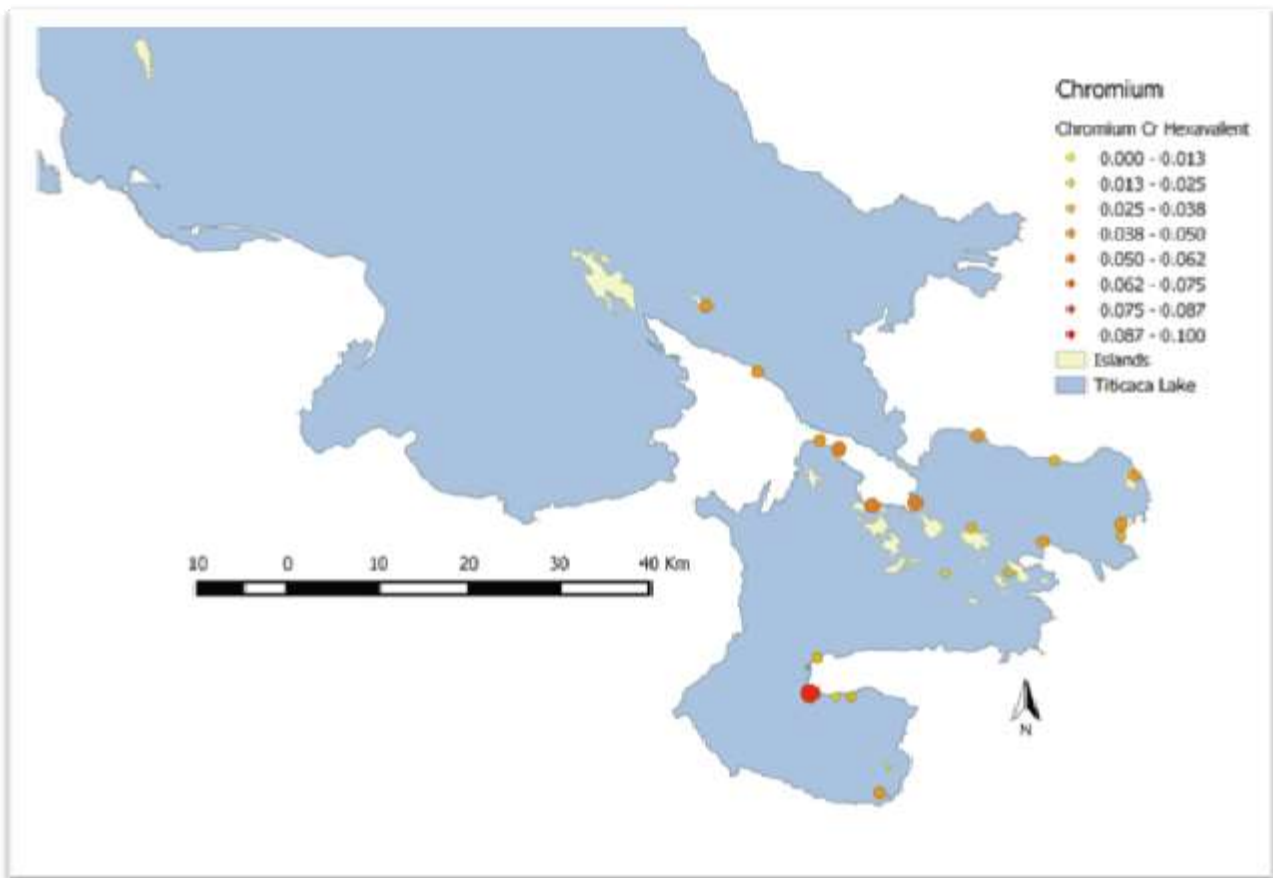 Chromium
Chromium Cr Hexavalent
0.000 - 0.013
0.013 - 0.025
0.025 - 0.038
0.038 - 0.050
0.050 - 0.062
0.062 - 0.075
0.075 - 0.087
0.087 - 0.100
Islands
Titicaca Lake
10 0 10 20 30 40 Km
N